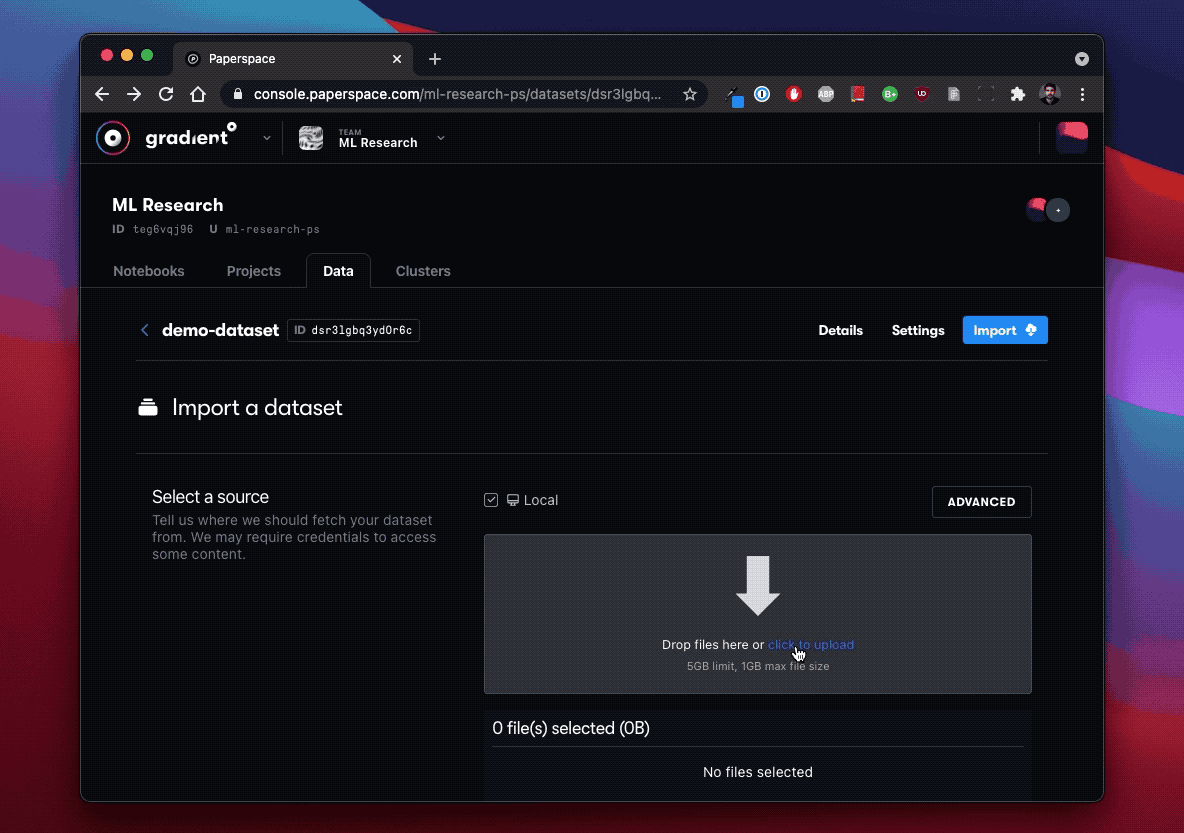 Paperspace
console.paperspace.com/ml-research-ps/datasets/dsr3lgbq...
ABP
B+
gradient
TEAM
ML Research
ML Research
ID teg6vqj96 U ml-research-ps
Notebooks Projects Data Clusters
demo-dataset ID dsr3lgbq3yd0r6c Details Settings Import
Import a dataset
Select a source
Tell us where we should fetch your dataset
from. We may require credentials to access
some content.
Local
ADVANCED
Drop files here or click to upload
5GB limit, 1GB max file size
0 file(s) selected (0B)
No files selected